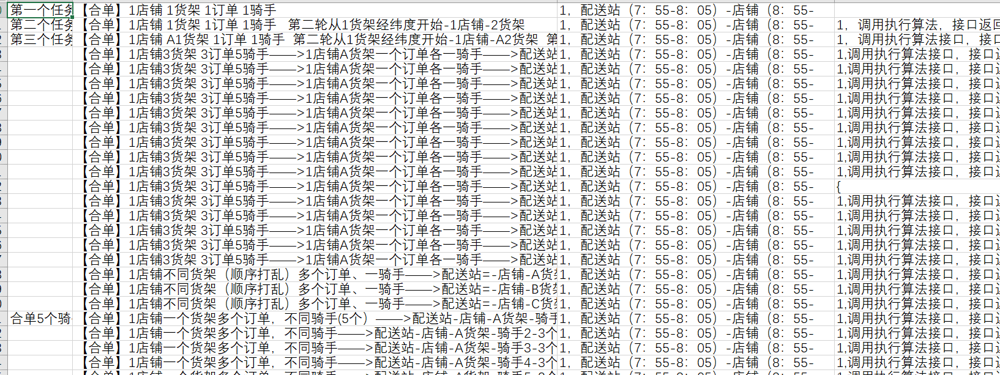 第一个任务 【合单】1店铺 1货架 1订单 1骑手 1，配送站（7：55-8：05）-店铺（8：55-
第二个任务 【合单】1店铺 1货架 1订单 1骑手 第二轮从1货架经纬度开始-1店铺-2货架 1，配送站（7：55-8：05）-店铺（8：55- 1，调用执行算法，接口返回
第三个任务 【合单】1店铺 A1货架 1订单 1骑手 第二轮从1货架经纬度开始-1店铺-A2货架 第 1，配送站（7：55-8：05）-店铺（8：55- 1，调用执行算法接口，接口
【合单】1店铺3货架 3订单5骑手——>1店铺A货架一个订单各一骑手——>配送站 1，配送站（7：55-8：05）-店铺（8：55- 1,调用执行算法接口，接口返
【合单】1店铺3货架 3订单5骑手——>1店铺A货架一个订单各一骑手——>配送站 1，配送站（7：55-8：05）-店铺（8：55- 1,调用执行算法接口，接口返
【合单】1店铺3货架 3订单5骑手——>1店铺A货架一个订单各一骑手——>配送站 1，配送站（7：55-8：05）-店铺（8：55- 1,调用执行算法接口，接口返
【合单】1店铺3货架 3订单5骑手——>1店铺A货架一个订单各一骑手——>配送站 1，配送站（7：55-8：05）-店铺（8：55- 1,调用执行算法接口，接口返
【合单】1店铺3货架 3订单5骑手——>1店铺A货架一个订单各一骑手——>配送站 1，配送站（7：55-8：05）-店铺（8：55- 1,调用执行算法接口，接口返
【合单】1店铺3货架 3订单5骑手——>1店铺A货架一个订单各一骑手——>配送站 1，配送站（7：55-8：05）-店铺（8：55- 1,调用执行算法接口，接口返
【合单】1店铺3货架 3订单5骑手——>1店铺A货架一个订单各一骑手——>配送站 1，配送站（7：55-8：05）-店铺（8：55- 1,调用执行算法接口，接口返
【合单】1店铺3货架 3订单5骑手——>1店铺A货架一个订单各一骑手——>配送站 1，配送站（7：55-8：05）-店铺（8：55- 1,调用执行算法接口，接口返
【合单】1店铺3货架 3订单5骑手——>1店铺A货架一个订单各一骑手——>配送站 1，配送站（7：55-8：05）-店铺（8：55- 1,调用执行算法接口，接口返
【合单】1店铺3货架 3订单5骑手——>1店铺A货架一个订单各一骑手——>配送站 1，配送站（7：55-8：05）-店铺（8：55- {
【合单】1店铺3货架 3订单5骑手——>1店铺A货架一个订单各一骑手——>配送站 1，配送站（7：55-8：05）-店铺（8：55- 1,调用执行算法接口，接口返
【合单】1店铺3货架 3订单5骑手——>1店铺A货架一个订单各一骑手——>配送站 1，配送站（7：55-8：05）-店铺（8：55- 1,调用执行算法接口，接口返
【合单】1店铺3货架 3订单5骑手——>1店铺A货架一个订单各一骑手——>配送站 1，配送站（7：55-8：05）-店铺（8：55- 1,调用执行算法接口，接口返
【合单】1店铺3货架 3订单5骑手——>1店铺A货架一个订单各一骑手——>配送站 1，配送站（7：55-8：05）-店铺（8：55- 1,调用执行算法接口，接口返
【合单】1店铺3货架 3订单5骑手——>1店铺A货架一个订单各一骑手——>配送站 1，配送站（7：55-8：05）-店铺（8：55- 1,调用执行算法接口，接口返
【合单】1店铺不同货架（顺序打乱）多个订单、一骑手——>配送站=-店铺-A货架 1，配送站（7：55-8：05）-店铺（8：55- 1,调用执行算法接口，接口返
【合单】1店铺不同货架（顺序打乱）多个订单、一骑手——>配送站=-店铺-B货架 1，配送站（7：55-8：05）-店铺（8：55- 1,调用执行算法接口，接口返
【合单】1店铺不同货架（顺序打乱）多个订单、一骑手——>配送站=-店铺-C货架 1，配送站（7：55-8：05）-店铺（8：55- 1,调用执行算法接口，接口返
合单5个骑 【合单】1店铺一个货架多个订单，不同骑手(5个）——>配送站-店铺-A货架-骑手 1，配送站（7：55-8：05）-店铺（8：55- 1,调用执行算法接口，接口返
【合单】1店铺一个货架多个订单，不同骑手——>配送站-店铺-A货架-骑手2-3个 1，配送站（7：55-8：05）-店铺（8：55- 1,调用执行算法接口，接口返
【合单】1店铺一个货架多个订单，不同骑手——>配送站-店铺-A货架-骑手3-3个 1，配送站（7：55-8：05）-店铺（8：55- 1,调用执行算法接口，接口返
【合单】1店铺一个货架多个订单，不同骑手——>配送站-店铺-A货架-骑手4-3个 1，配送站（7：55-8：05）-店铺（8：55- 1,调用执行算法接口，接口返